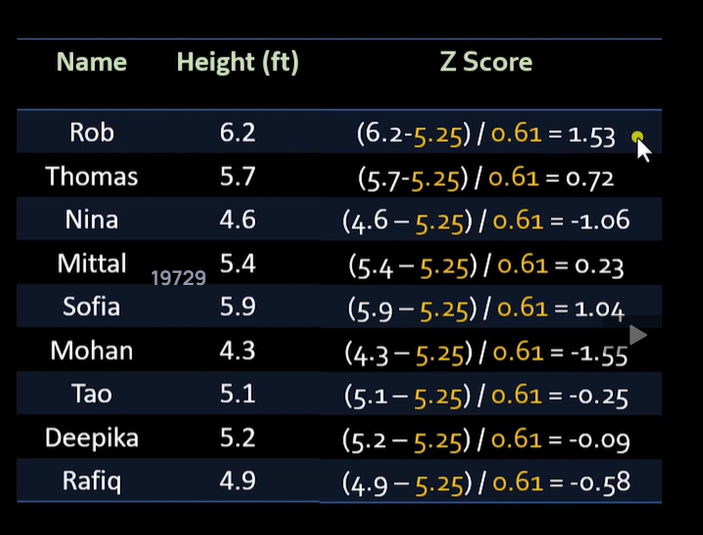 Name Height (ft) Z Score
Rob 6.2 (6.2-5.25) / 0.61 = 1.53
Thomas 5.7 (5.7-5.25) / 0.61 = 0.72
Nina 4.6 (4.6 – 5.25) / 0.61 = -1.06
Mittal 5.4 (5.4 – 5.25) / 0.61 = 0.23
19729
Sofia 5.9 (5.9 – 5.25) / 0.61 = 1.04
Mohan 4.3 (4.3 – 5.25) / 0.61 = -1.55
Tao 5.1 (5.1 – 5.25) / 0.61 = -0.25
Deepika 5.2 (5.2 – 5.25) / 0.61 = -0.09
Rafiq 4.9 (4.9 – 5.25) / 0.61 = -0.58